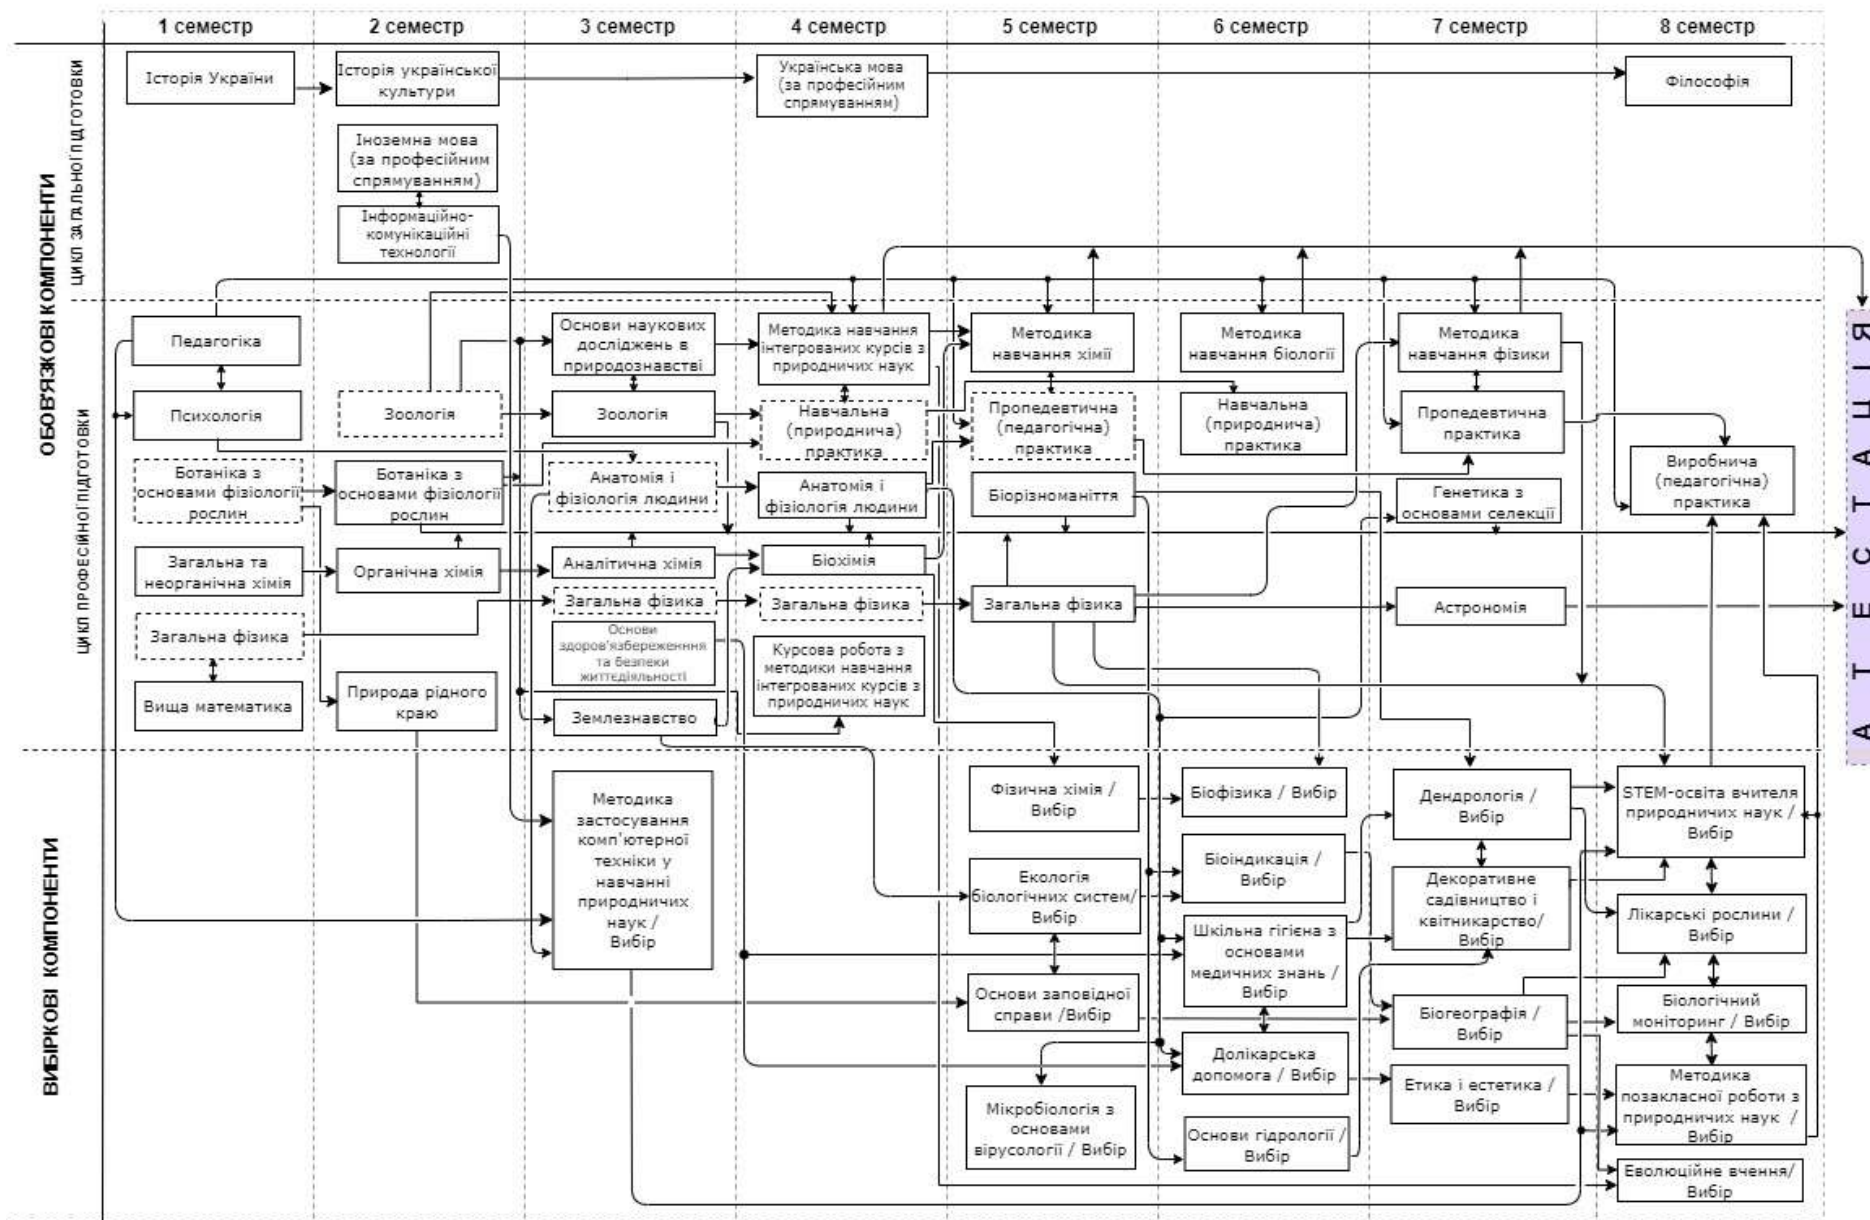 1 семестр
2 семестр
3 семестр
4 семестр
5 семестр
6 семестр
7 семестр
8 семестр
ОБОВ'ЯЗКОВІ КОМПОНЕНТИ
ЦИКЛ ЗАГАЛЬНОЇ ПІДГОТОВКИ
Історія України
Історія української
культури
Українська мова
(за професійним
спрямуванням)
Філософія
Іноземна мова
(за професійним
спрямуванням)
Інформаційно-
комунікаційні
технології
ЦИКЛ ПРОФЕСІЙНОЇ ПІДГОТОВКИ
Педагогіка
Психологія
Ботаніка з
основами фізіології
рослин
Загальна та
неорганічна хімія
Загальна фізика
Вища математика
Зоологія
Ботаніка з
основами фізіології
рослин
Органічна хімія
Природа рідного
краю
Основи наукових
досліджень в
природознавстві
Зоологія
Анатомія і
фізіологія людини
Аналітична хімія
Загальна фізика
Основи
здоров'язбереженння
та безпеки
життєдіяльності
Землезнавство
Методика навчання
інтегрованих курсів з
природничих наук
Навчальна
(природнича)
практика
Анатомія і
фізіологія людини
Біохімія
Загальна фізика
Курсова робота з
методики навчання
інтегрованих курсів з
природничих наук
Методика
навчання хімії
Пропедевтична
(педагогічна)
практика
Біорізноманіття
Загальна фізика
Методика
навчання біології
Навчальна
(природнича)
практика
Методика
навчання фізики
Пропедевтична
практика
Генетика з
основами селекції
Астрономія
Виробнича
(педагогічна)
практика
АТЕСТАЦІЯ
ВИБІРКОВІ КОМПОНЕНТИ
Методика
застосування
комп'ютерної
техніки у
навчанні
природничих
наук /
Вибір
Фізична хімія /
Вибір
Екологія
біологічних систем/
Вибір
Основи заповідної
справи /Вибір
Мікробіологія з
основами
вірусології / Вибір
Біофізика / Вибір
Біоіндикація /
Вибір
Шкільна гігієна з
основами
медичних знань /
Вибір
Долікарська
допомога / Вибір
Основи гідрології /
Вибір
Дендрологія /
Вибір
Декоративне
садівництво і
квітникарство/
Вибір
Біогеографія /
Вибір
Етика і естетика /
Вибір
STEM-освіта вчителя
природничих наук /
Вибір
Лікарські рослини /
Вибір
Біологічний
моніторинг / Вибір
Методика
позакласної роботи з
природничих наук /
Вибір
Еволюційне вчення/
Вибір